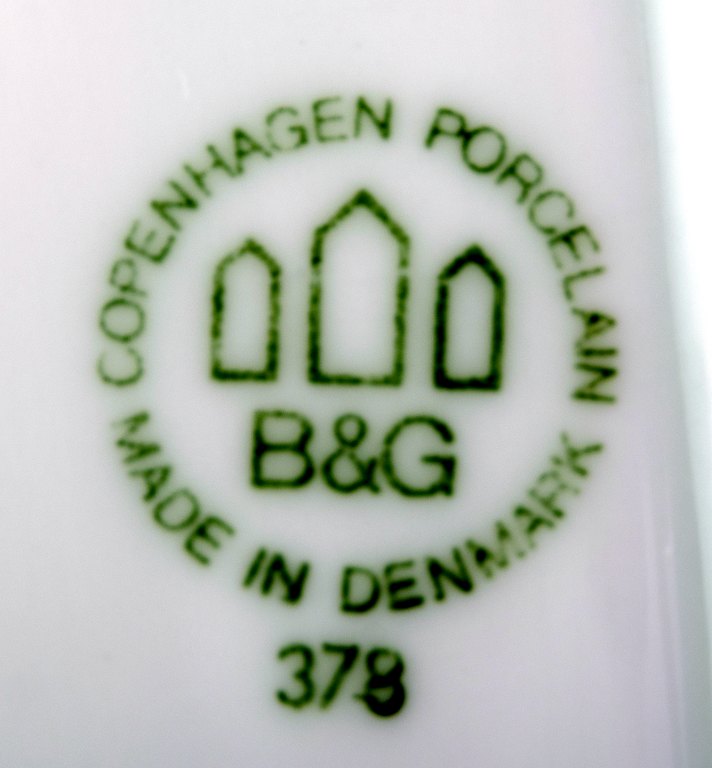 COPENHAGEN PORCELAIN
B&G
MADE IN DENMARK
378